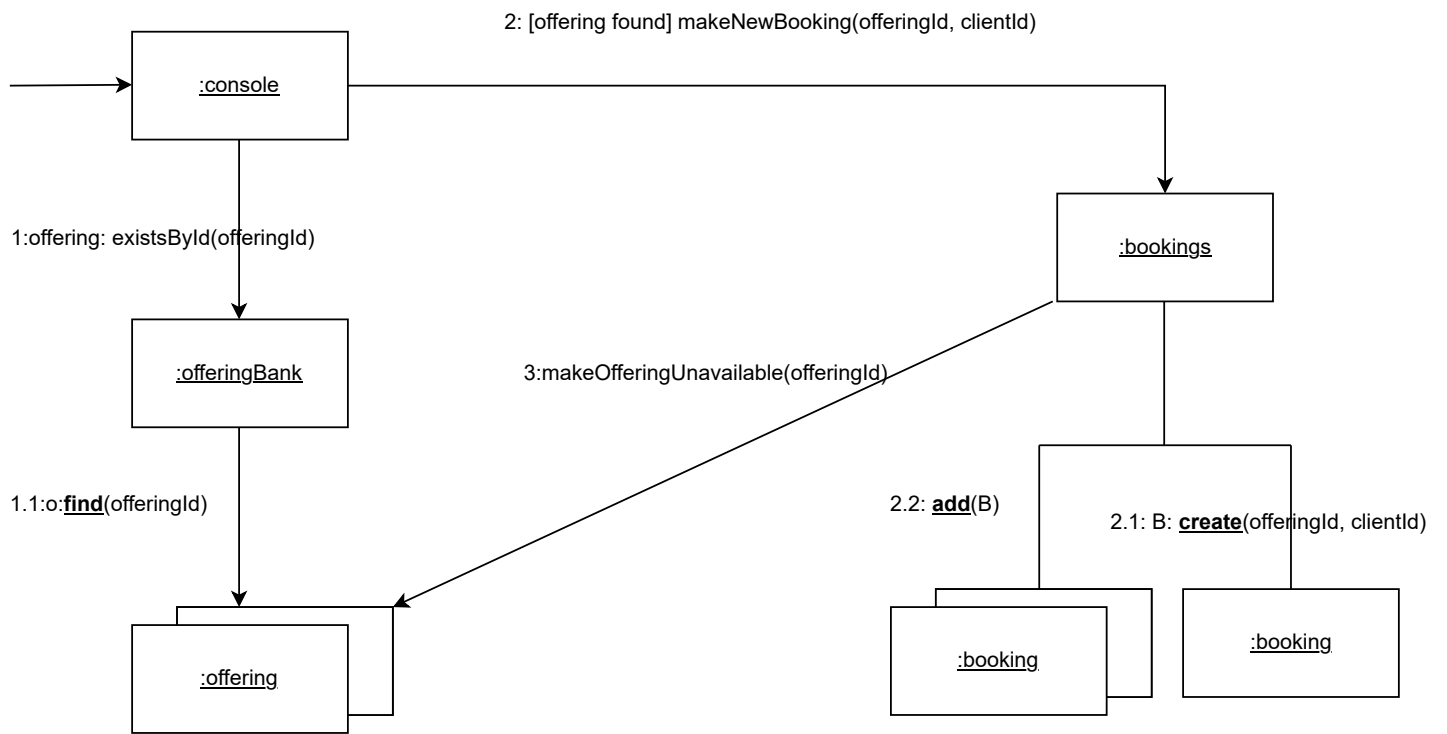 2: [offering found] makeNewBooking(offeringId, clientId)
:console
1:offering: existsById(offeringId)
:bookings
:offeringBank
3:makeOfferingUnavailable(offeringId)
1.1:o:find(offeringId)
2.2: add(B)
2.1: B: create(offeringId, clientId)
:offering
:booking
:booking